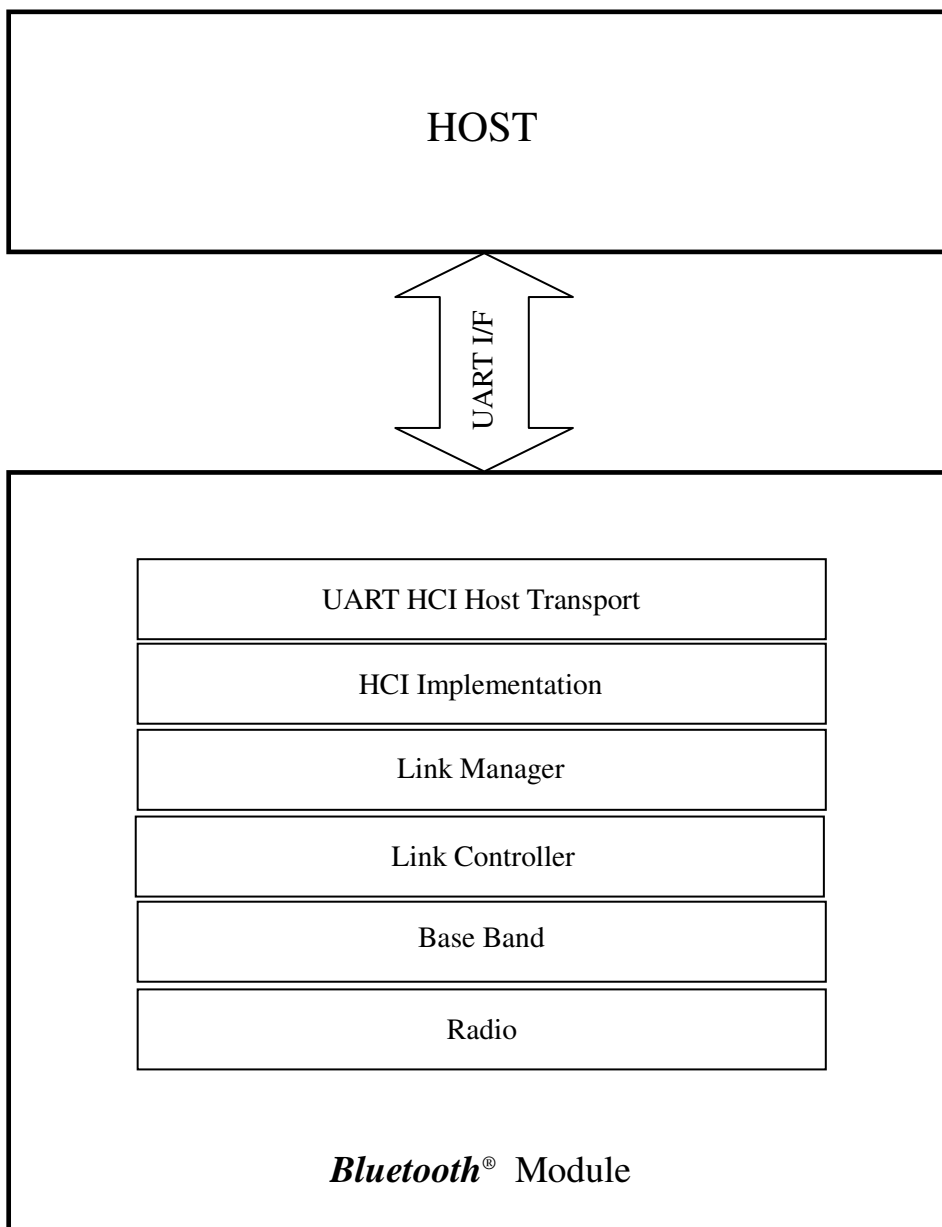 HOST
UART I/F
UART HCI Host Transport
HCI Implementation
Link Manager
Link Controller
Base Band
Radio
Bluetooth® Module